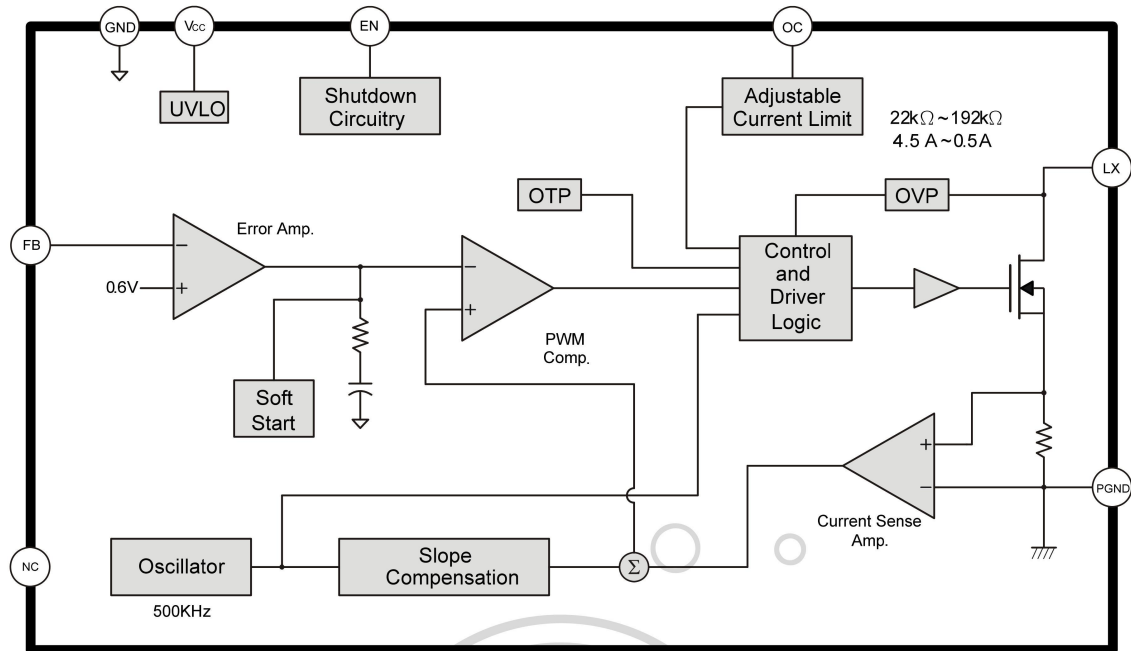 GND
VCC
EN
OC
UVLO
Shutdown
Circuitry
Adjustable
Current Limit
22kΩ~192kΩ
4.5 A~0.5A
LX
OTP
OVP
FB
Error Amp.
−
+
0.6V
−
+
PWM
Comp.
Control
and
Driver
Logic
Soft
Start
+
−
Current Sense
Amp.
PGND
NC
Oscillator
500KHz
Slope
Compensation
Σ